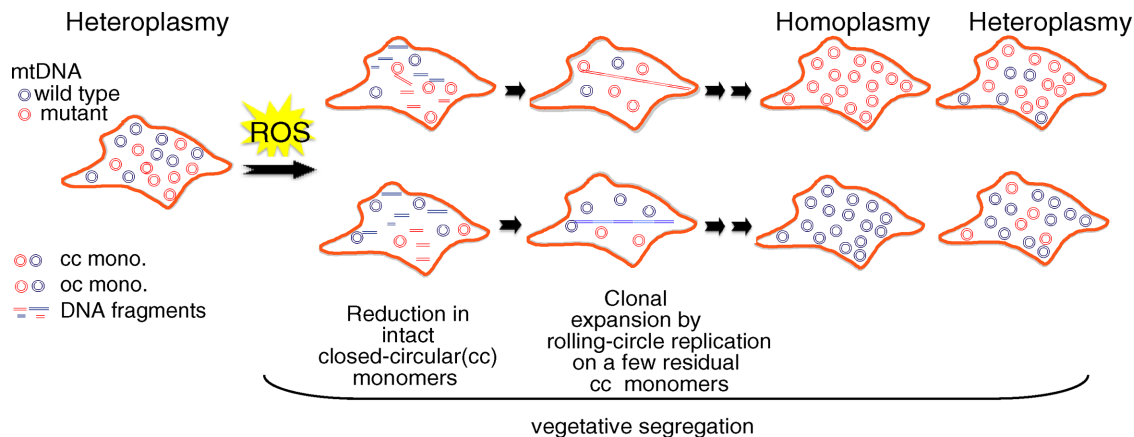 Heteroplasmy
Homoplasmy
Heteroplasmy
mtDNA
wild type
mutant
ROS
cc mono.
oc mono.
DNA fragments
Reduction in
intact
closed-circular(cc)
monomers
Clonal
expansion by
rolling-circle replication
on a few residual
cc monomers
vegetative segregation